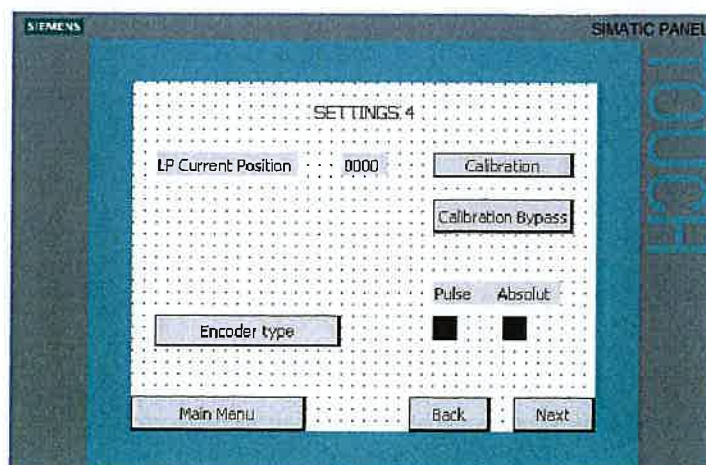 SIEMENS
SIMATIC PANEL
TOUCH
SETTINGS 4
LP Current Position 0000 Calibration
Calibration Bypass
Pulse Absolut
Encoder type
Main Manu Back Next